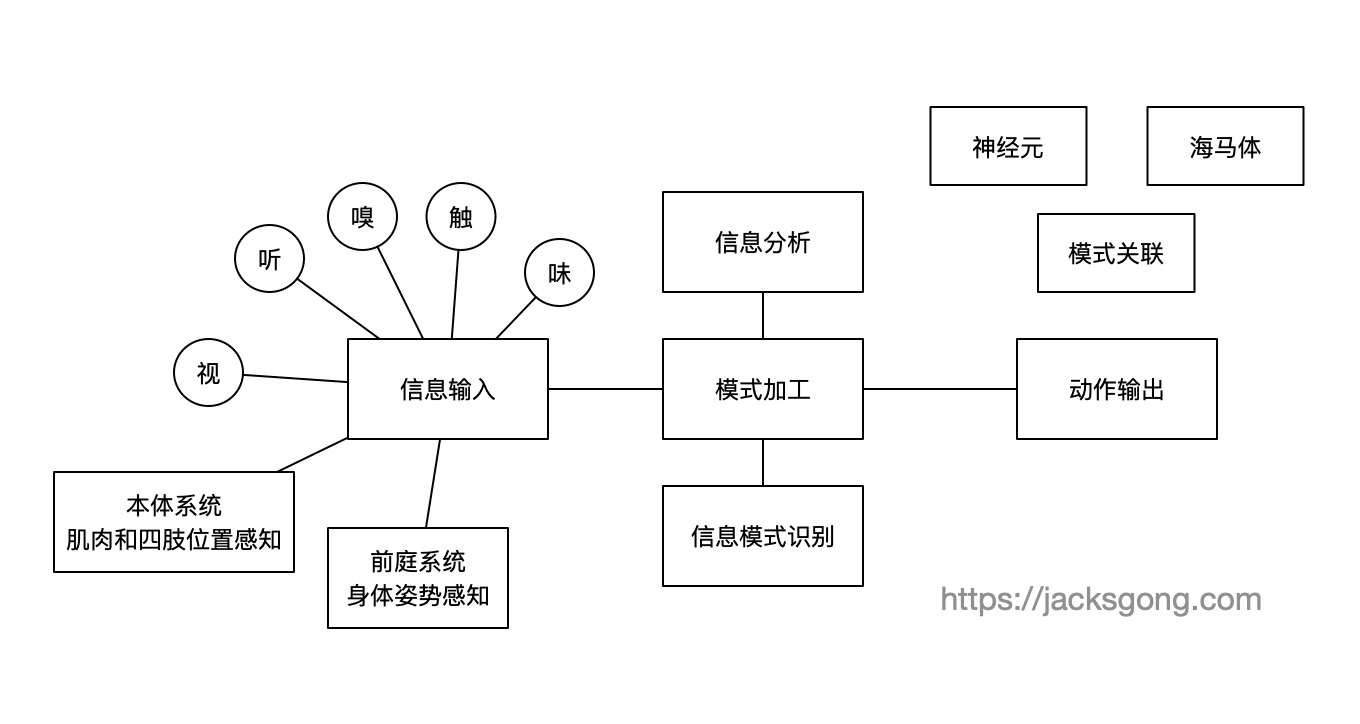 神经元
海马体
嗅
触
听
味
信息分析
模式关联
视
信息输入
模式加工
动作输出
本体系统
肌肉和四肢位置感知
前庭系统
身体姿势感知
信息模式识别
https://jacksgong.com